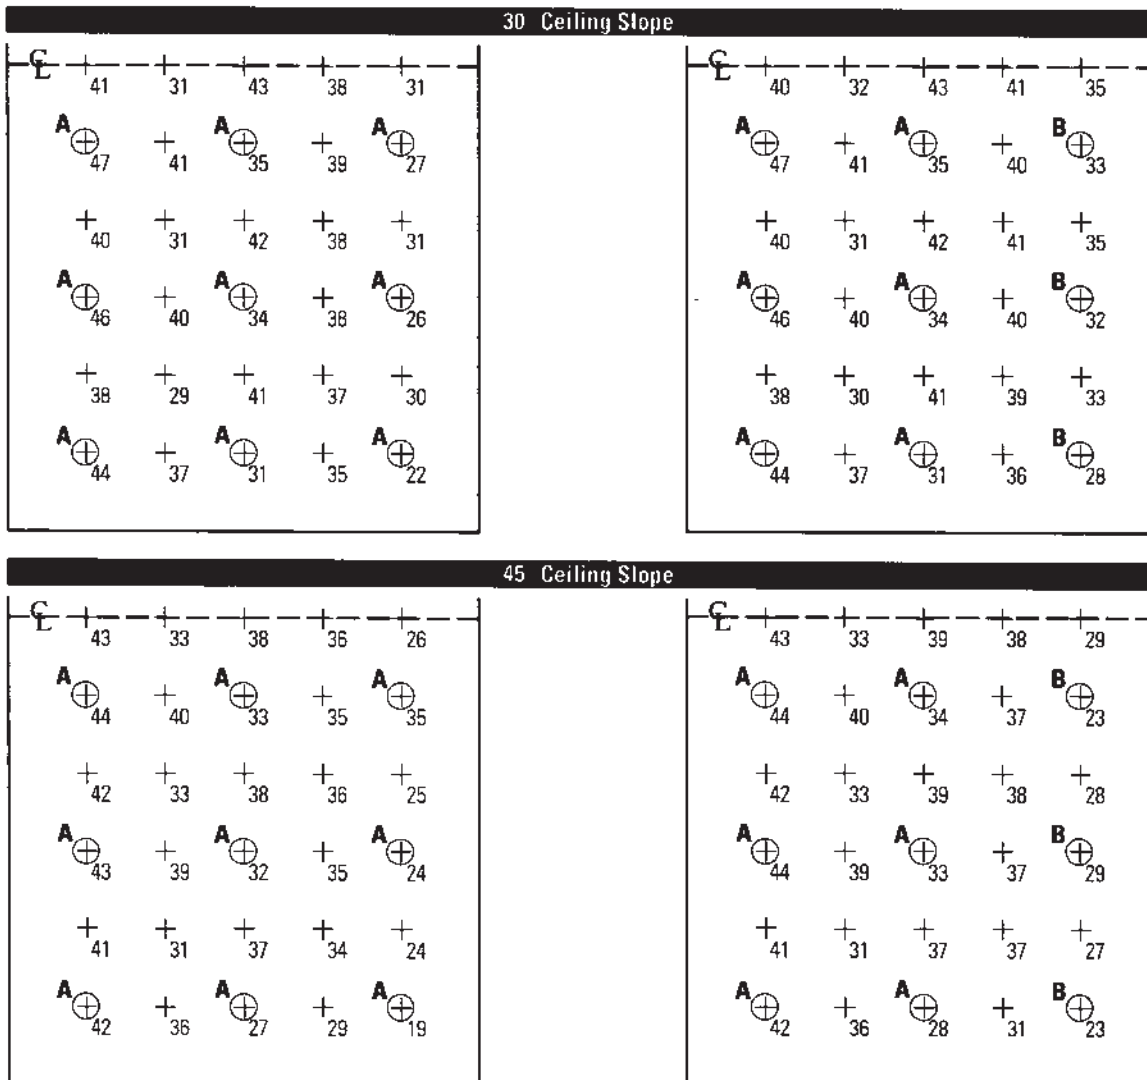 30 Ceiling Slope
℄ 41 31 43 38 31
A 47 41 A 35 39 A 27
40 31 42 38 31
A 46 40 A 34 38 A 26
38 29 41 37 30
A 44 37 A 31 35 A 22
℄ 40 32 43 41 35
A 47 41 A 35 40 B 33
40 31 42 41 35
A 46 40 A 34 40 B 32
38 30 41 39 33
A 44 37 A 31 36 B 28
45 Ceiling Slope
℄ 43 33 38 36 26
A 44 40 A 33 35 A 35
42 33 38 36 25
A 43 39 A 32 35 A 24
41 31 37 34 24
A 42 36 A 27 29 A 19
℄ 43 33 39 38 29
A 44 40 A 34 37 B 23
42 33 39 38 28
A 44 39 A 33 37 B 29
41 31 37 37 27
A 42 36 A 28 31 B 23